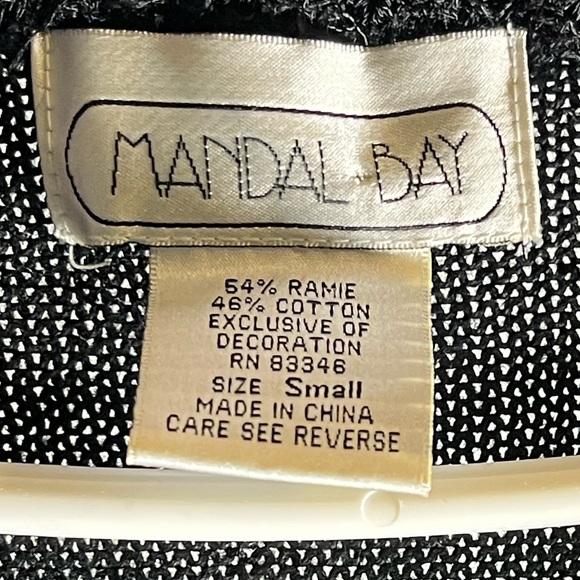 MANDAL BAY
54% RAMIE
46% COTTON
EXCLUSIVE OF
DECORATION
RN 83346
SIZE Small
MADE IN CHINA
CARE SEE REVERSE